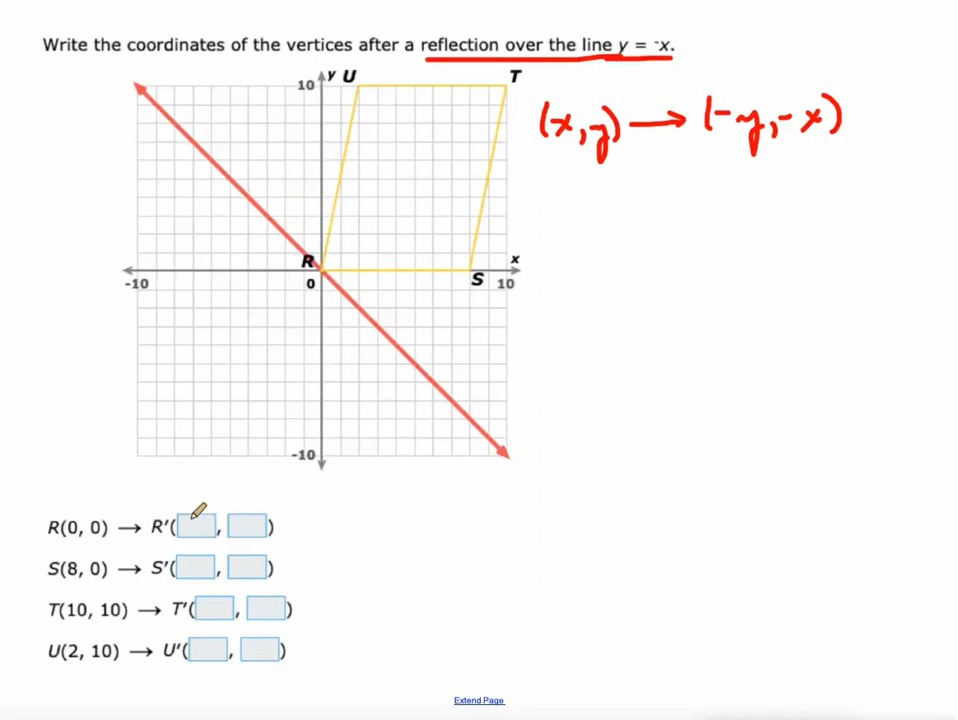 Write the coordinates of the vertices after a reflection over the line y = -x.
10 y U T
(x,y) → (-y,-x)
R x
-10 0 S 10
-10
R(0, 0) → R′( , )
S(8, 0) → S′( , )
T(10, 10) → T′( , )
U(2, 10) → U′( , )
Extend Page